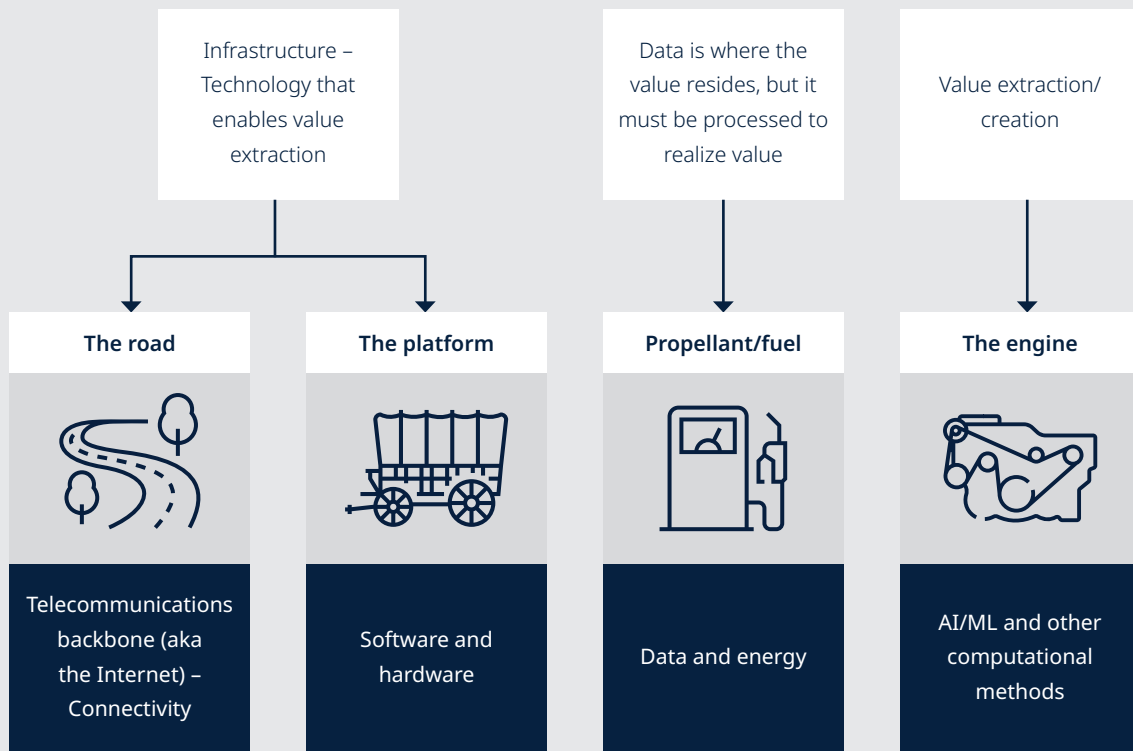 Infrastructure –
Technology that
enables value
extraction
Data is where the
value resides, but it
must be processed to
realize value
Value extraction/
creation
The road
The platform
Propellant/fuel
The engine
Telecommunications
backbone (aka
the Internet) –
Connectivity
Software and
hardware
Data and energy
AI/ML and other
computational
methods